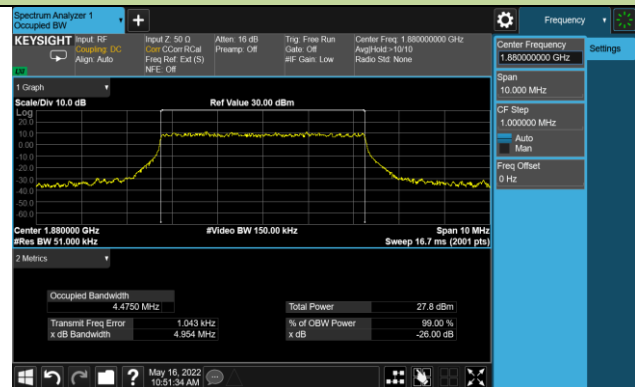 Spectrum Analyzer 1
Occupied BW
+
Frequency
KEYSIGHT
Input: RF
Coupling: DC
Align: Auto
Input Z: 50 Ω
Corr CCorr RCal
Freq Ref: Ext (S)
NFE: Off
Atten: 16 dB
Preamp: Off
Trig: Free Run
Gate: Off
#IF Gain: Low
Center Freq: 1.880000000 GHz
Avg|Hold:>10/10
Radio Std: None
Center Frequency
1.880000000 GHz
Settings
Span
10.000 MHz
CF Step
1.000000 MHz
Auto
Man
Freq Offset
0 Hz
1 Graph
Scale/Div 10.0 dB
Ref Value 30.00 dBm
Log
20.0
10.0
0.00
-10.0
-20.0
-30.0
-40.0
-50.0
-60.0
Center 1.880000 GHz
#Video BW 150.00 kHz
Span 10 MHz
#Res BW 51.000 kHz
Sweep 16.7 ms (2001 pts)
2 Metrics
Occupied Bandwidth
4.4750 MHz
Total Power 27.8 dBm
Transmit Freq Error 1.043 kHz
% of OBW Power 99.00 %
x dB Bandwidth 4.954 MHz
x dB -26.00 dB
?
May 16, 2022
10:51:34 AM